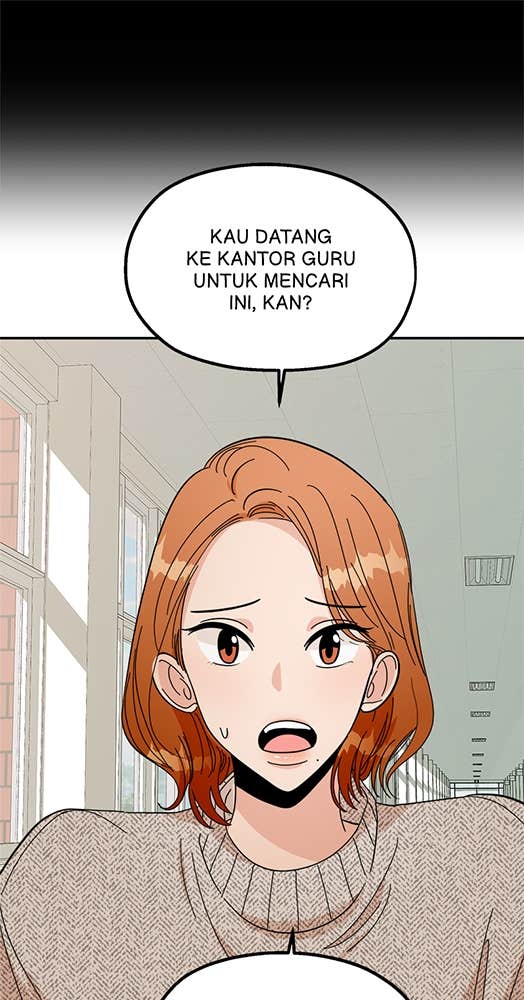 KAU DATANG
KE KANTOR GURU
UNTUK MENCARI
INI, KAN?